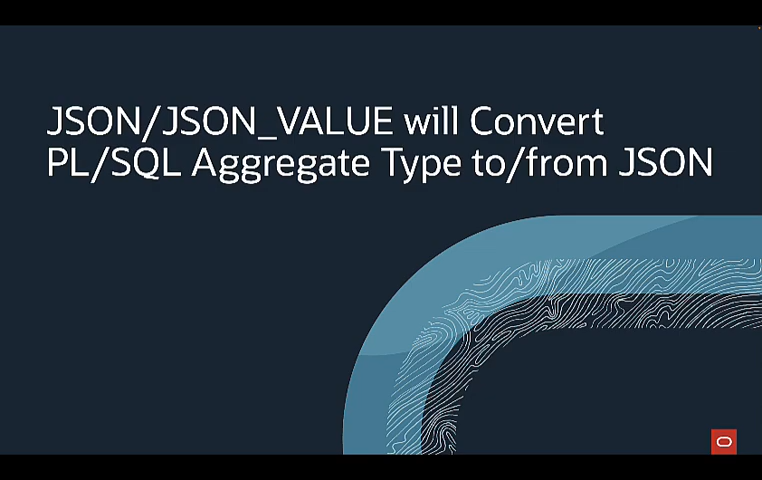 JSON/JSON_VALUE will Convert
PL/SQL Aggregate Type to/from JSON